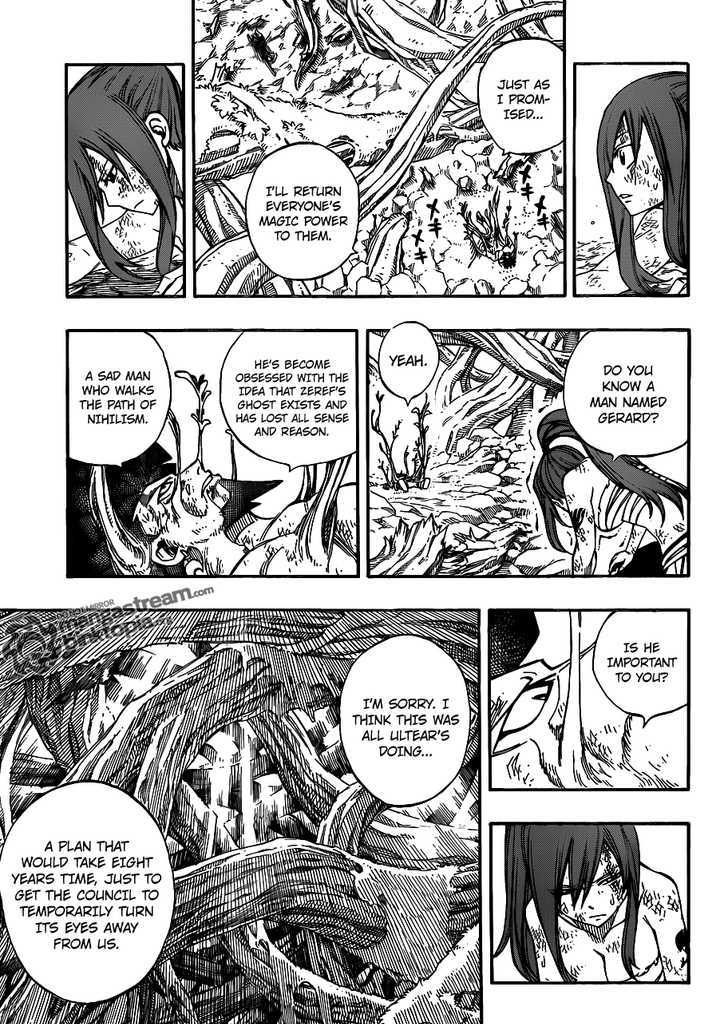 JUST AS
I PROM-
ISED...
I'LL RETURN
EVERYONE'S
MAGIC POWER
TO THEM.
メキ
メキ
DO YOU
KNOW A
MAN NAMED
GERARD?
YEAH.
HE'S BECOME
OBSESSED WITH THE
IDEA THAT ZEREF'S
GHOST EXISTS AND
HAS LOST ALL SENSE
AND REASON.
A SAD MAN
WHO WALKS
THE PATH OF
NIHILISM.
IS HE
IMPORTANT
TO YOU?
I'M SORRY. I
THINK THIS WAS
ALL ULTEAR'S
DOING...
A PLAN THAT
WOULD TAKE EIGHT
YEARS TIME, JUST TO
GET THE COUNCIL TO
TEMPORARILY TURN
ITS EYES AWAY
FROM US.
mangastream.com